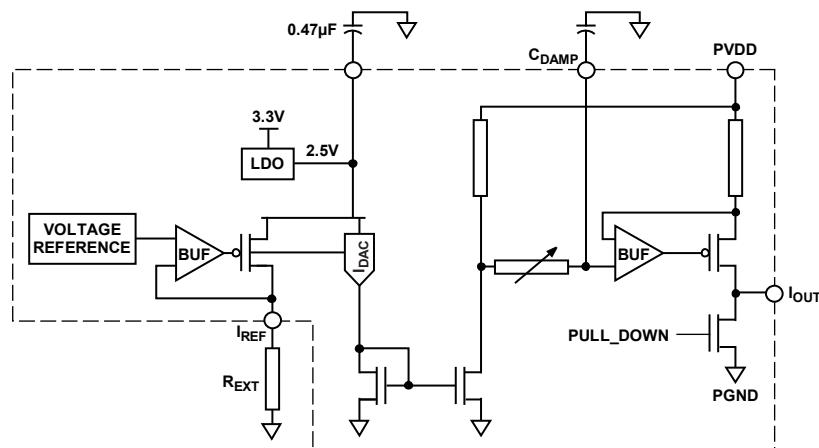 0.47µF
CDAMP
PVDD
3.3V
LDO
2.5V
VOLTAGE
REFERENCE
BUF
IDAC
BUF
IREF
IOUT
PULL_DOWN
REXT
PGND